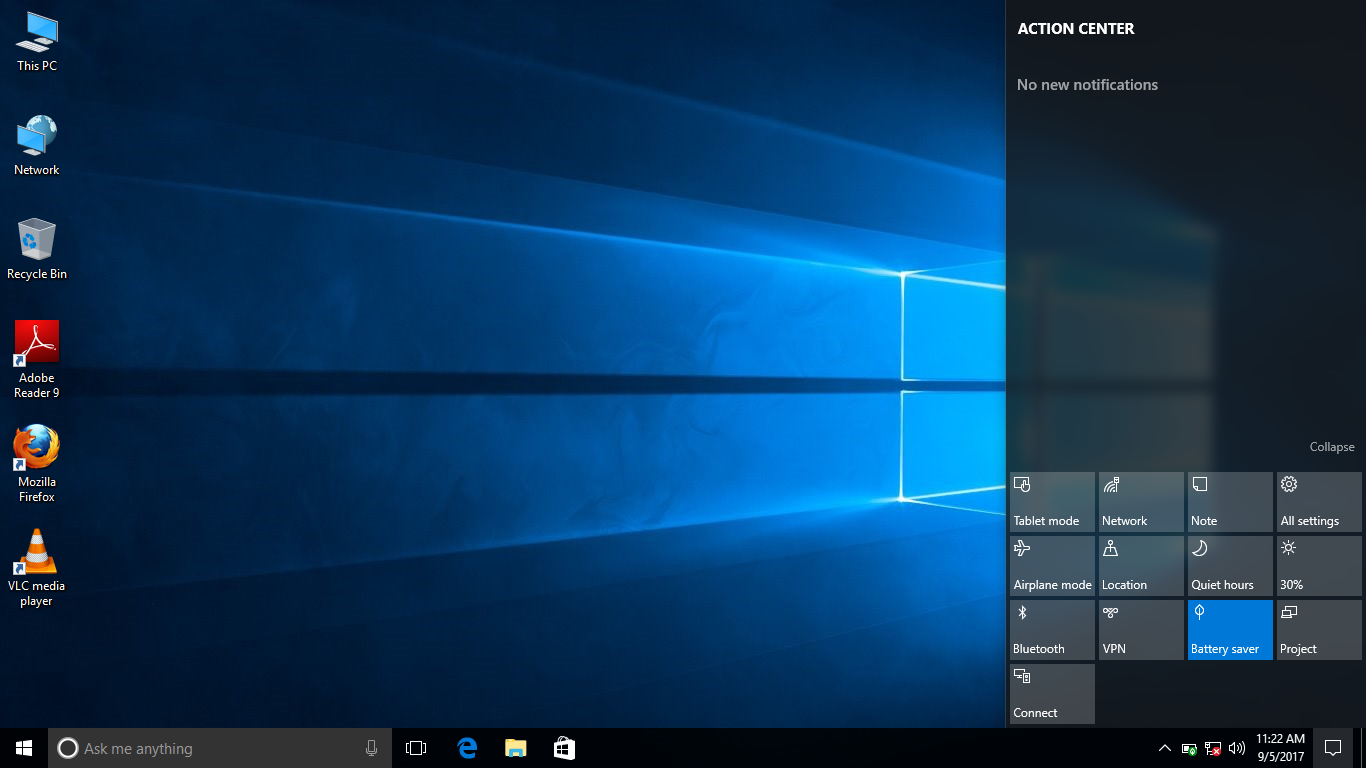 This PC
Network
Recycle Bin
Adobe
Reader 9
Mozilla
Firefox
VLC media
player
ACTION CENTER
No new notifications
Collapse
Tablet mode
Network
Note
All settings
Airplane mode
Location
Quiet hours
30%
Bluetooth
VPN
Battery saver
Project
Connect
Ask me anything
11:22 AM
9/5/2017